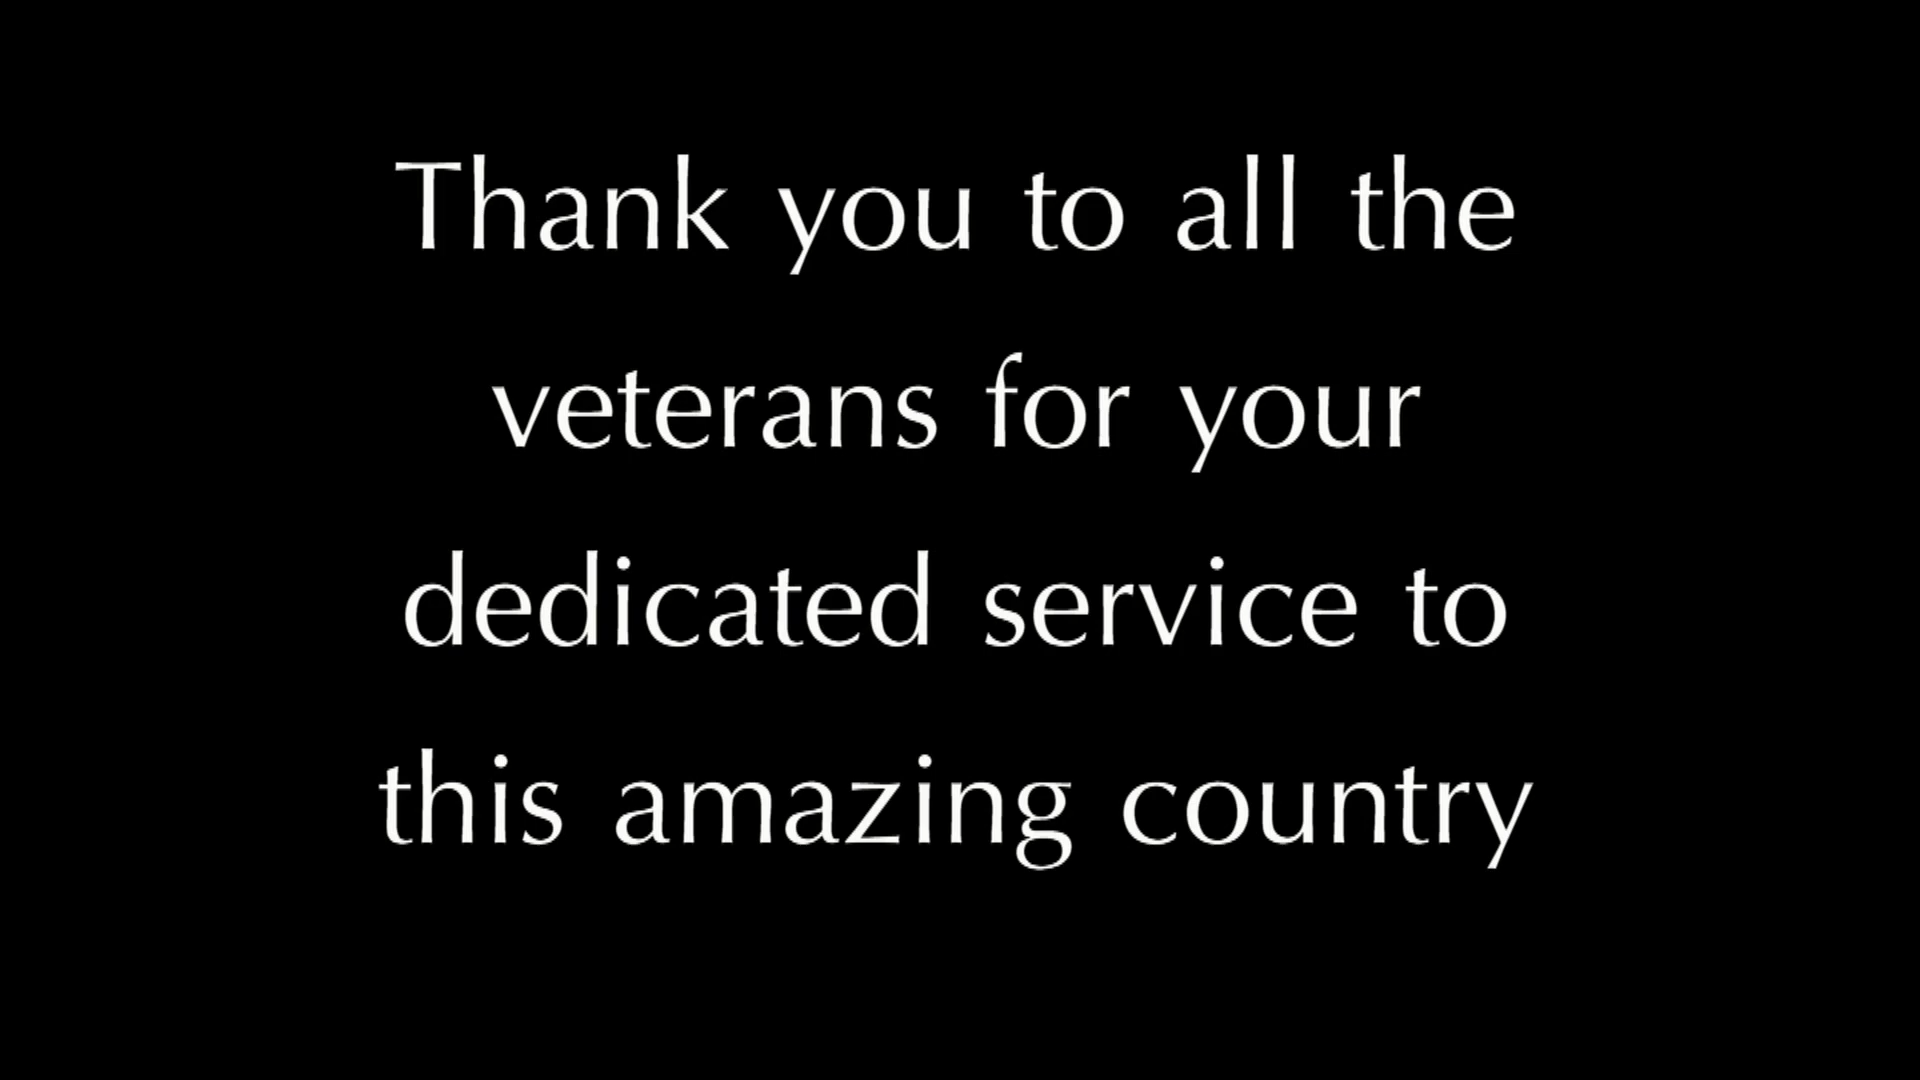 Thank you to all the
veterans for your
dedicated service to
this amazing country